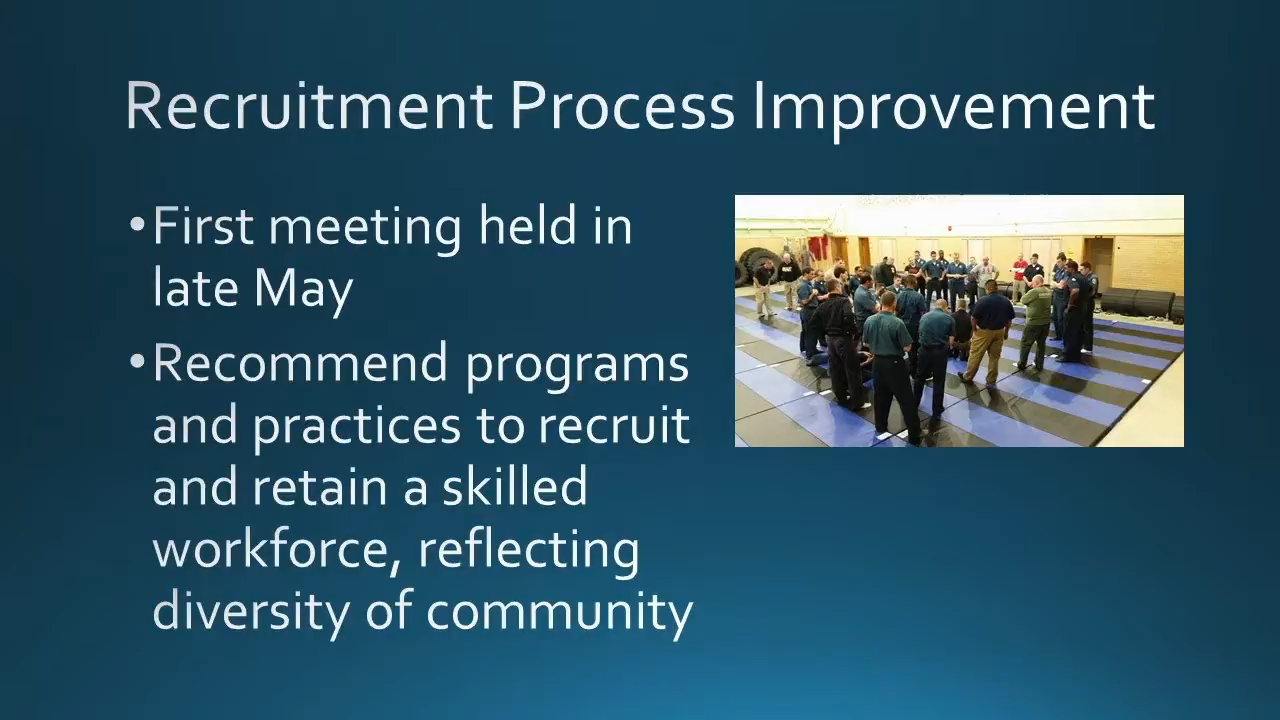 Recruitment Process Improvement
•First meeting held in
late May
•Recommend programs
and practices to recruit
and retain a skilled
workforce, reflecting
diversity of community